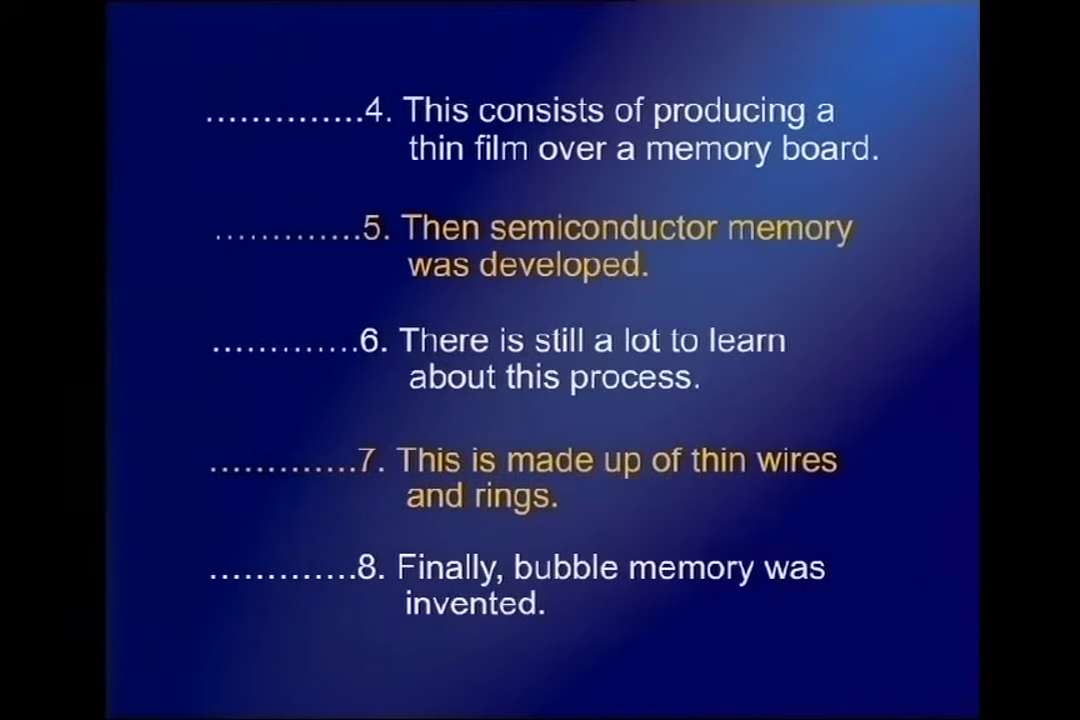 ..............4. This consists of producing a
thin film over a memory board.
.............5. Then semiconductor memory
was developed.
.............6. There is still a lot to learn
about this process.
.............7. This is made up of thin wires
and rings.
.............8. Finally, bubble memory was
invented.